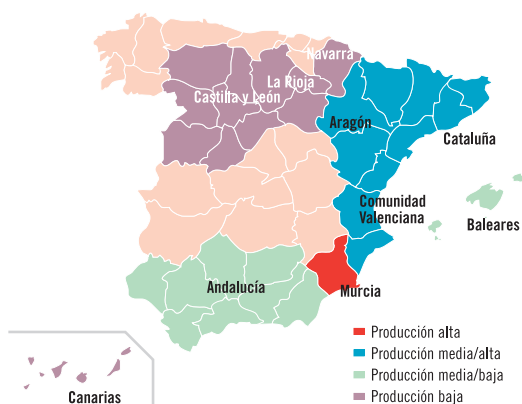 Navarra
La Rioja
Castilla y León
Aragón
Cataluña
Comunidad
Valenciana
Baleares
Andalucía
Murcia
Canarias
Producción alta
Producción media/alta
Producción media/baja
Producción baja